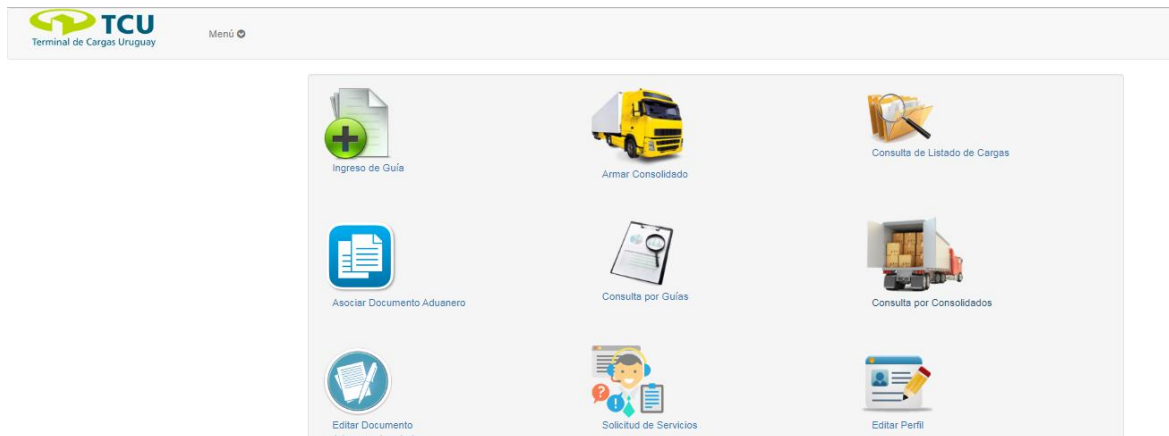 TCU
Terminal de Cargas Uruguay
Menú
Ingreso de Guía
Armar Consolidado
Consulta de Listado de Cargas
Asociar Documento Aduanero
Consulta por Guías
Consulta por Consolidados
Editar Documento
Solicitud de Servicios
Editar Perfil